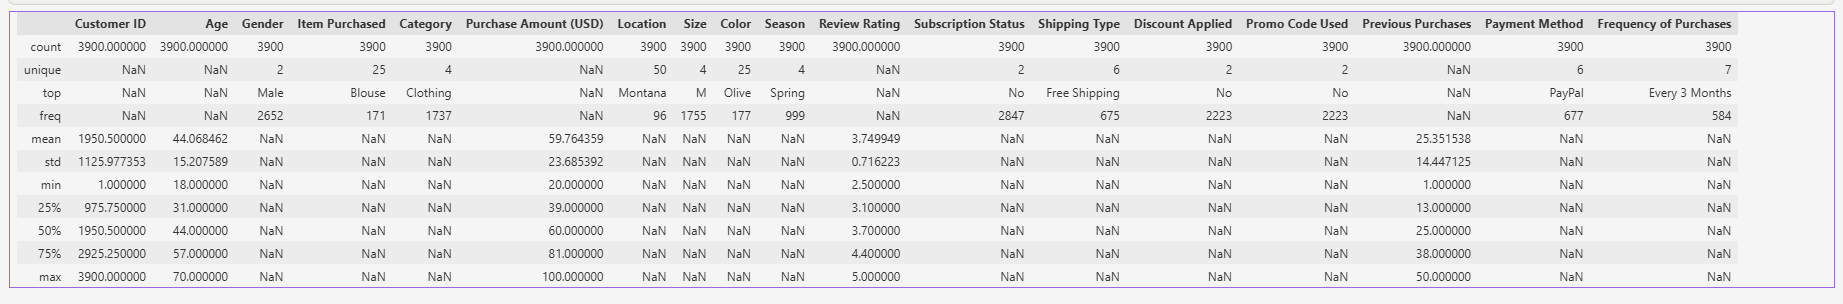 Customer ID Age Gender Item Purchased Category Purchase Amount (USD) Location Size Color Season Review Rating Subscription Status Shipping Type Discount Applied Promo Code Used Previous Purchases Payment Method Frequency of Purchases
count 3900.000000 3900.000000 3900 3900 3900 3900.000000 3900 3900 3900 3900 3900.000000 3900 3900 3900 3900 3900.000000 3900 3900
unique NaN NaN 2 25 4 NaN 50 4 25 4 NaN 2 6 2 2 NaN 6 7
top NaN NaN Male Blouse Clothing NaN Montana M Olive Spring NaN No Free Shipping No No NaN PayPal Every 3 Months
freq NaN NaN 2652 171 1737 NaN 96 1755 177 999 NaN 2847 675 2223 2223 NaN 677 584
mean 1950.500000 44.068462 NaN NaN NaN 59.764359 NaN NaN NaN NaN 3.749949 NaN NaN NaN NaN 25.351538 NaN NaN
std 1125.977353 15.207589 NaN NaN NaN 23.685392 NaN NaN NaN NaN 0.716223 NaN NaN NaN NaN 14.447125 NaN NaN
min 1.000000 18.000000 NaN NaN NaN 20.000000 NaN NaN NaN NaN 2.500000 NaN NaN NaN NaN 1.000000 NaN NaN
25% 975.750000 31.000000 NaN NaN NaN 39.000000 NaN NaN NaN NaN 3.100000 NaN NaN NaN NaN 13.000000 NaN NaN
50% 1950.500000 44.000000 NaN NaN NaN 60.000000 NaN NaN NaN NaN 3.700000 NaN NaN NaN NaN 25.000000 NaN NaN
75% 2925.250000 57.000000 NaN NaN NaN 81.000000 NaN NaN NaN NaN 4.400000 NaN NaN NaN NaN 38.000000 NaN NaN
max 3900.000000 70.000000 NaN NaN NaN 100.000000 NaN NaN NaN NaN 5.000000 NaN NaN NaN NaN 50.000000 NaN NaN